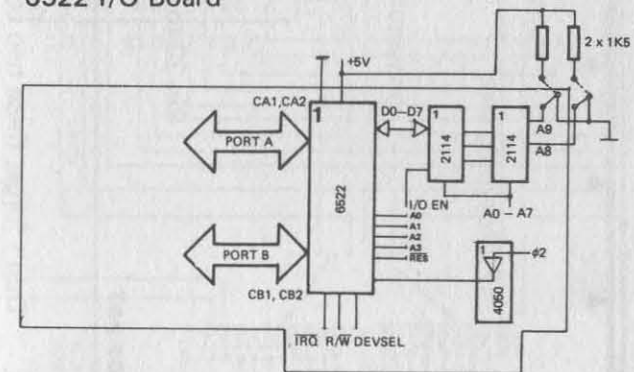 6522 I/O Board
+5V
2 x 1K5
CA1,CA2
1
D0–D7
1
2114
1
2114
A9
A8
PORT A
6522
I/O EN
A0
A1
A2
A3
RES
A0 – A7
PORT B
1
4050
ϕ2
CB1, CB2
IRQ R/W DEVSEL